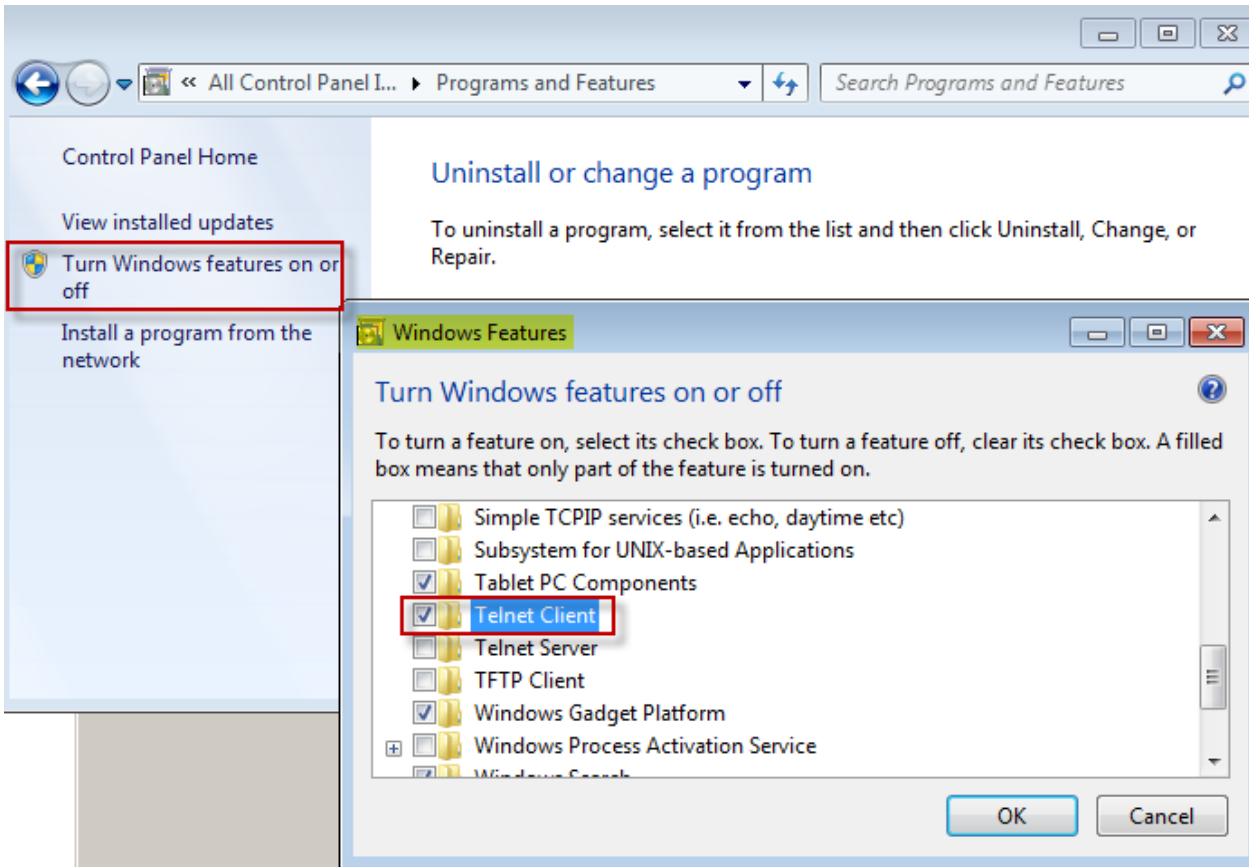 « All Control Panel I... Programs and Features
Search Programs and Features
Control Panel Home
View installed updates
Turn Windows features on or
off
Install a program from the
network
Uninstall or change a program
To uninstall a program, select it from the list and then click Uninstall, Change, or
Repair.
Windows Features
Turn Windows features on or off
To turn a feature on, select its check box. To turn a feature off, clear its check box. A filled
box means that only part of the feature is turned on.
Simple TCPIP services (i.e. echo, daytime etc)
Subsystem for UNIX-based Applications
Tablet PC Components
Telnet Client
Telnet Server
TFTP Client
Windows Gadget Platform
Windows Process Activation Service
Windows Search
OK
Cancel